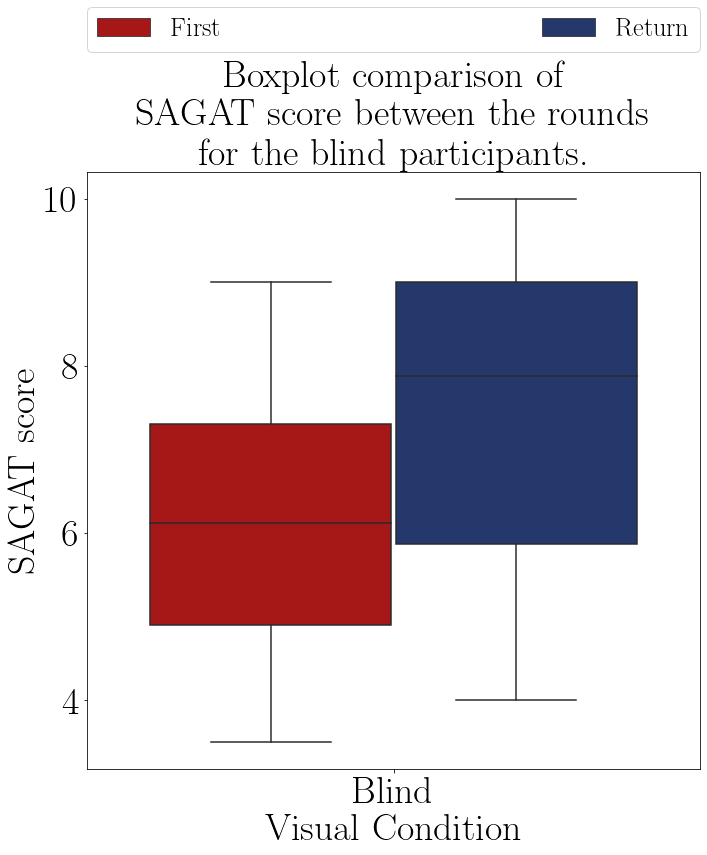 First
Return
Boxplot comparison of
SAGAT score between the rounds
for the blind participants.
10
8
6
4
SAGAT score
Blind
Visual Condition